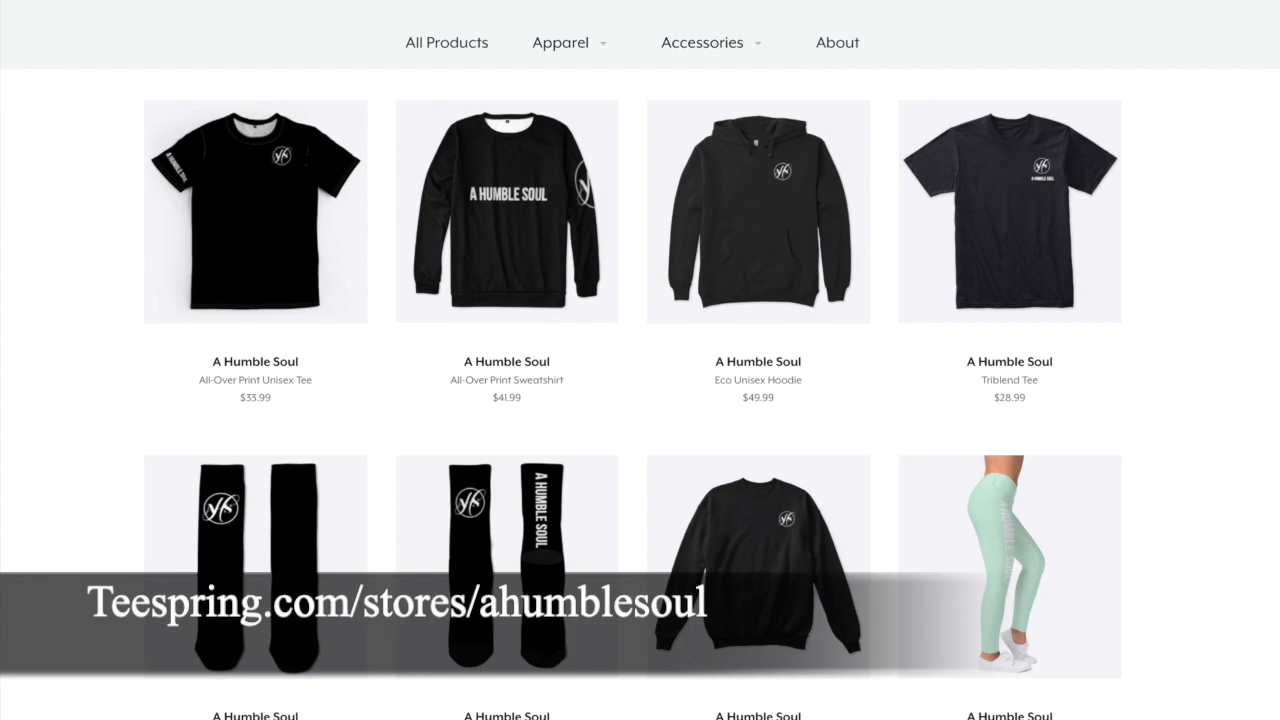 All Products Apparel Accessories About
A HUMBLE SOUL
A HUMBLE SOUL
A HUMBLE SOUL
A Humble Soul
All-Over Print Unisex Tee
$33.99
A Humble Soul
All-Over Print Sweatshirt
$41.99
A Humble Soul
Eco Unisex Hoodie
$49.99
A Humble Soul
Triblend Tee
$28.99
A HUMBLE SOUL
Teespring.com/stores/ahumblesoul
A Humble Soul
A Humble Soul
A Humble Soul
A Humble Soul